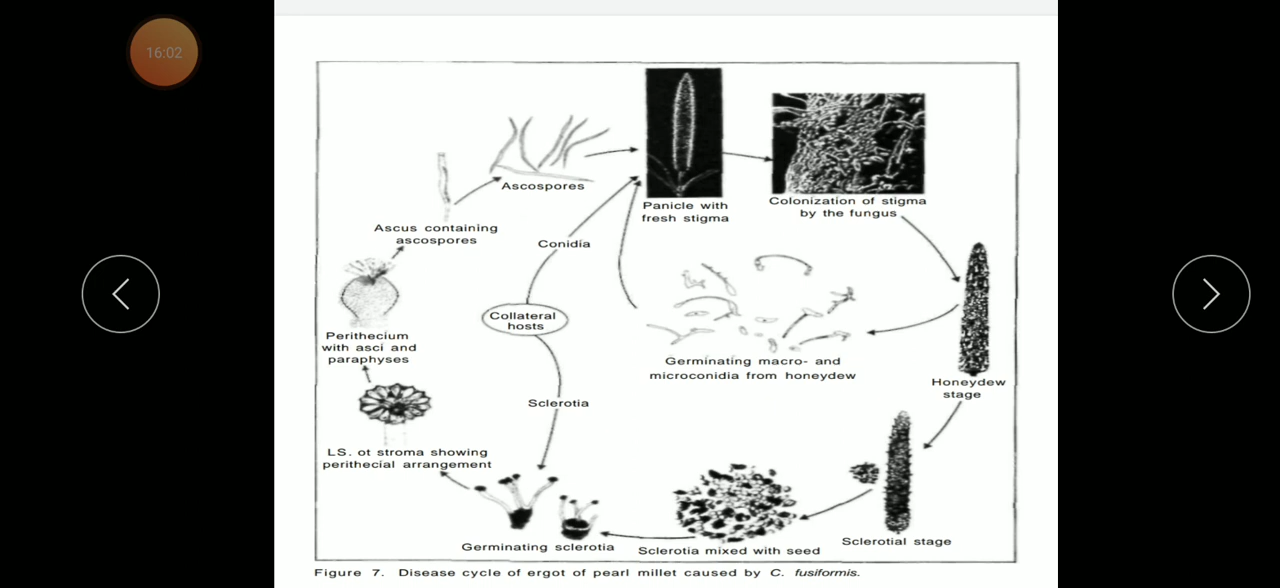 16:02
Ascospores
Panicle with
fresh stigma
Colonization of stigma
by the fungus
Ascus containing
ascospores
Conidia
Collateral
hosts
Perithecium
with asci and
paraphyses
Germinating macro- and
microconidia from honeydew
Honeydew
stage
Sclerotia
LS. ot stroma showing
perithecial arrangement
Germinating sclerotia
Sclerotia mixed with seed
Sclerotial stage
Figure 7. Disease cycle of ergot of pearl millet caused by C. fusiformis.